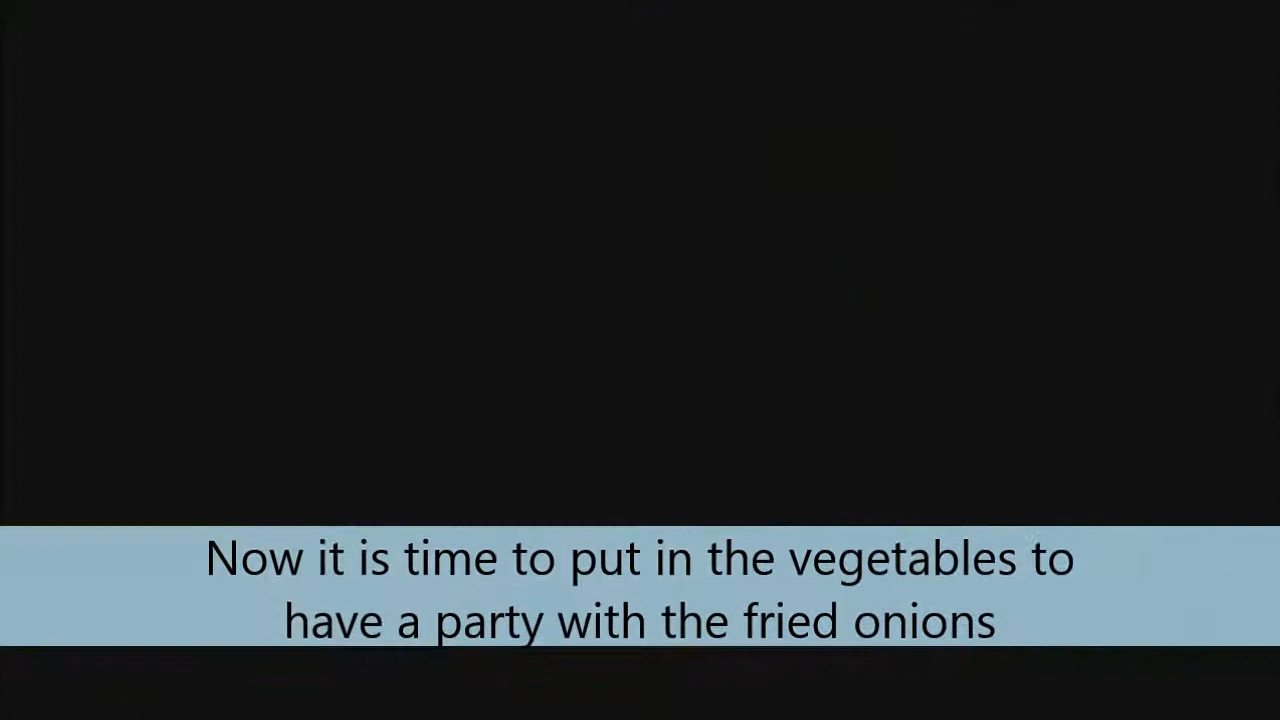 Now it is time to put in the vegetables to
have a party with the fried onions